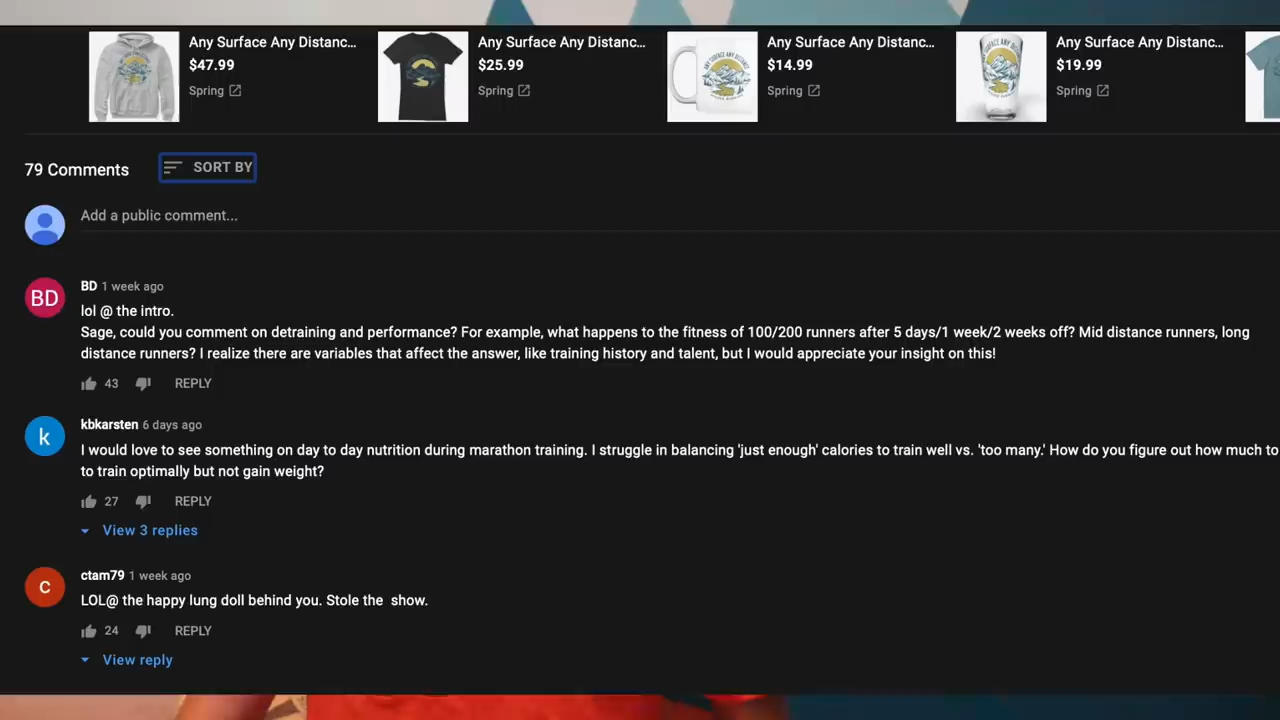 Any Surface Any Distanc...
$47.99
Spring
Any Surface Any Distanc...
$25.99
Spring
Any Surface Any Distanc...
$14.99
Spring
Any Surface Any Distanc...
$19.99
Spring
79 Comments
SORT BY
Add a public comment...
BD
BD 1 week ago
lol @ the intro.
Sage, could you comment on detraining and performance? For example, what happens to the fitness of 100/200 runners after 5 days/1 week/2 weeks off? Mid distance runners, long
distance runners? I realize there are variables that affect the answer, like training history and talent, but I would appreciate your insight on this!
43 REPLY
k
kbkarsten 6 days ago
I would love to see something on day to day nutrition during marathon training. I struggle in balancing 'just enough' calories to train well vs. 'too many.' How do you figure out how much to
to train optimally but not gain weight?
27 REPLY
View 3 replies
c
ctam79 1 week ago
LOL@ the happy lung doll behind you. Stole the show.
24 REPLY
View reply